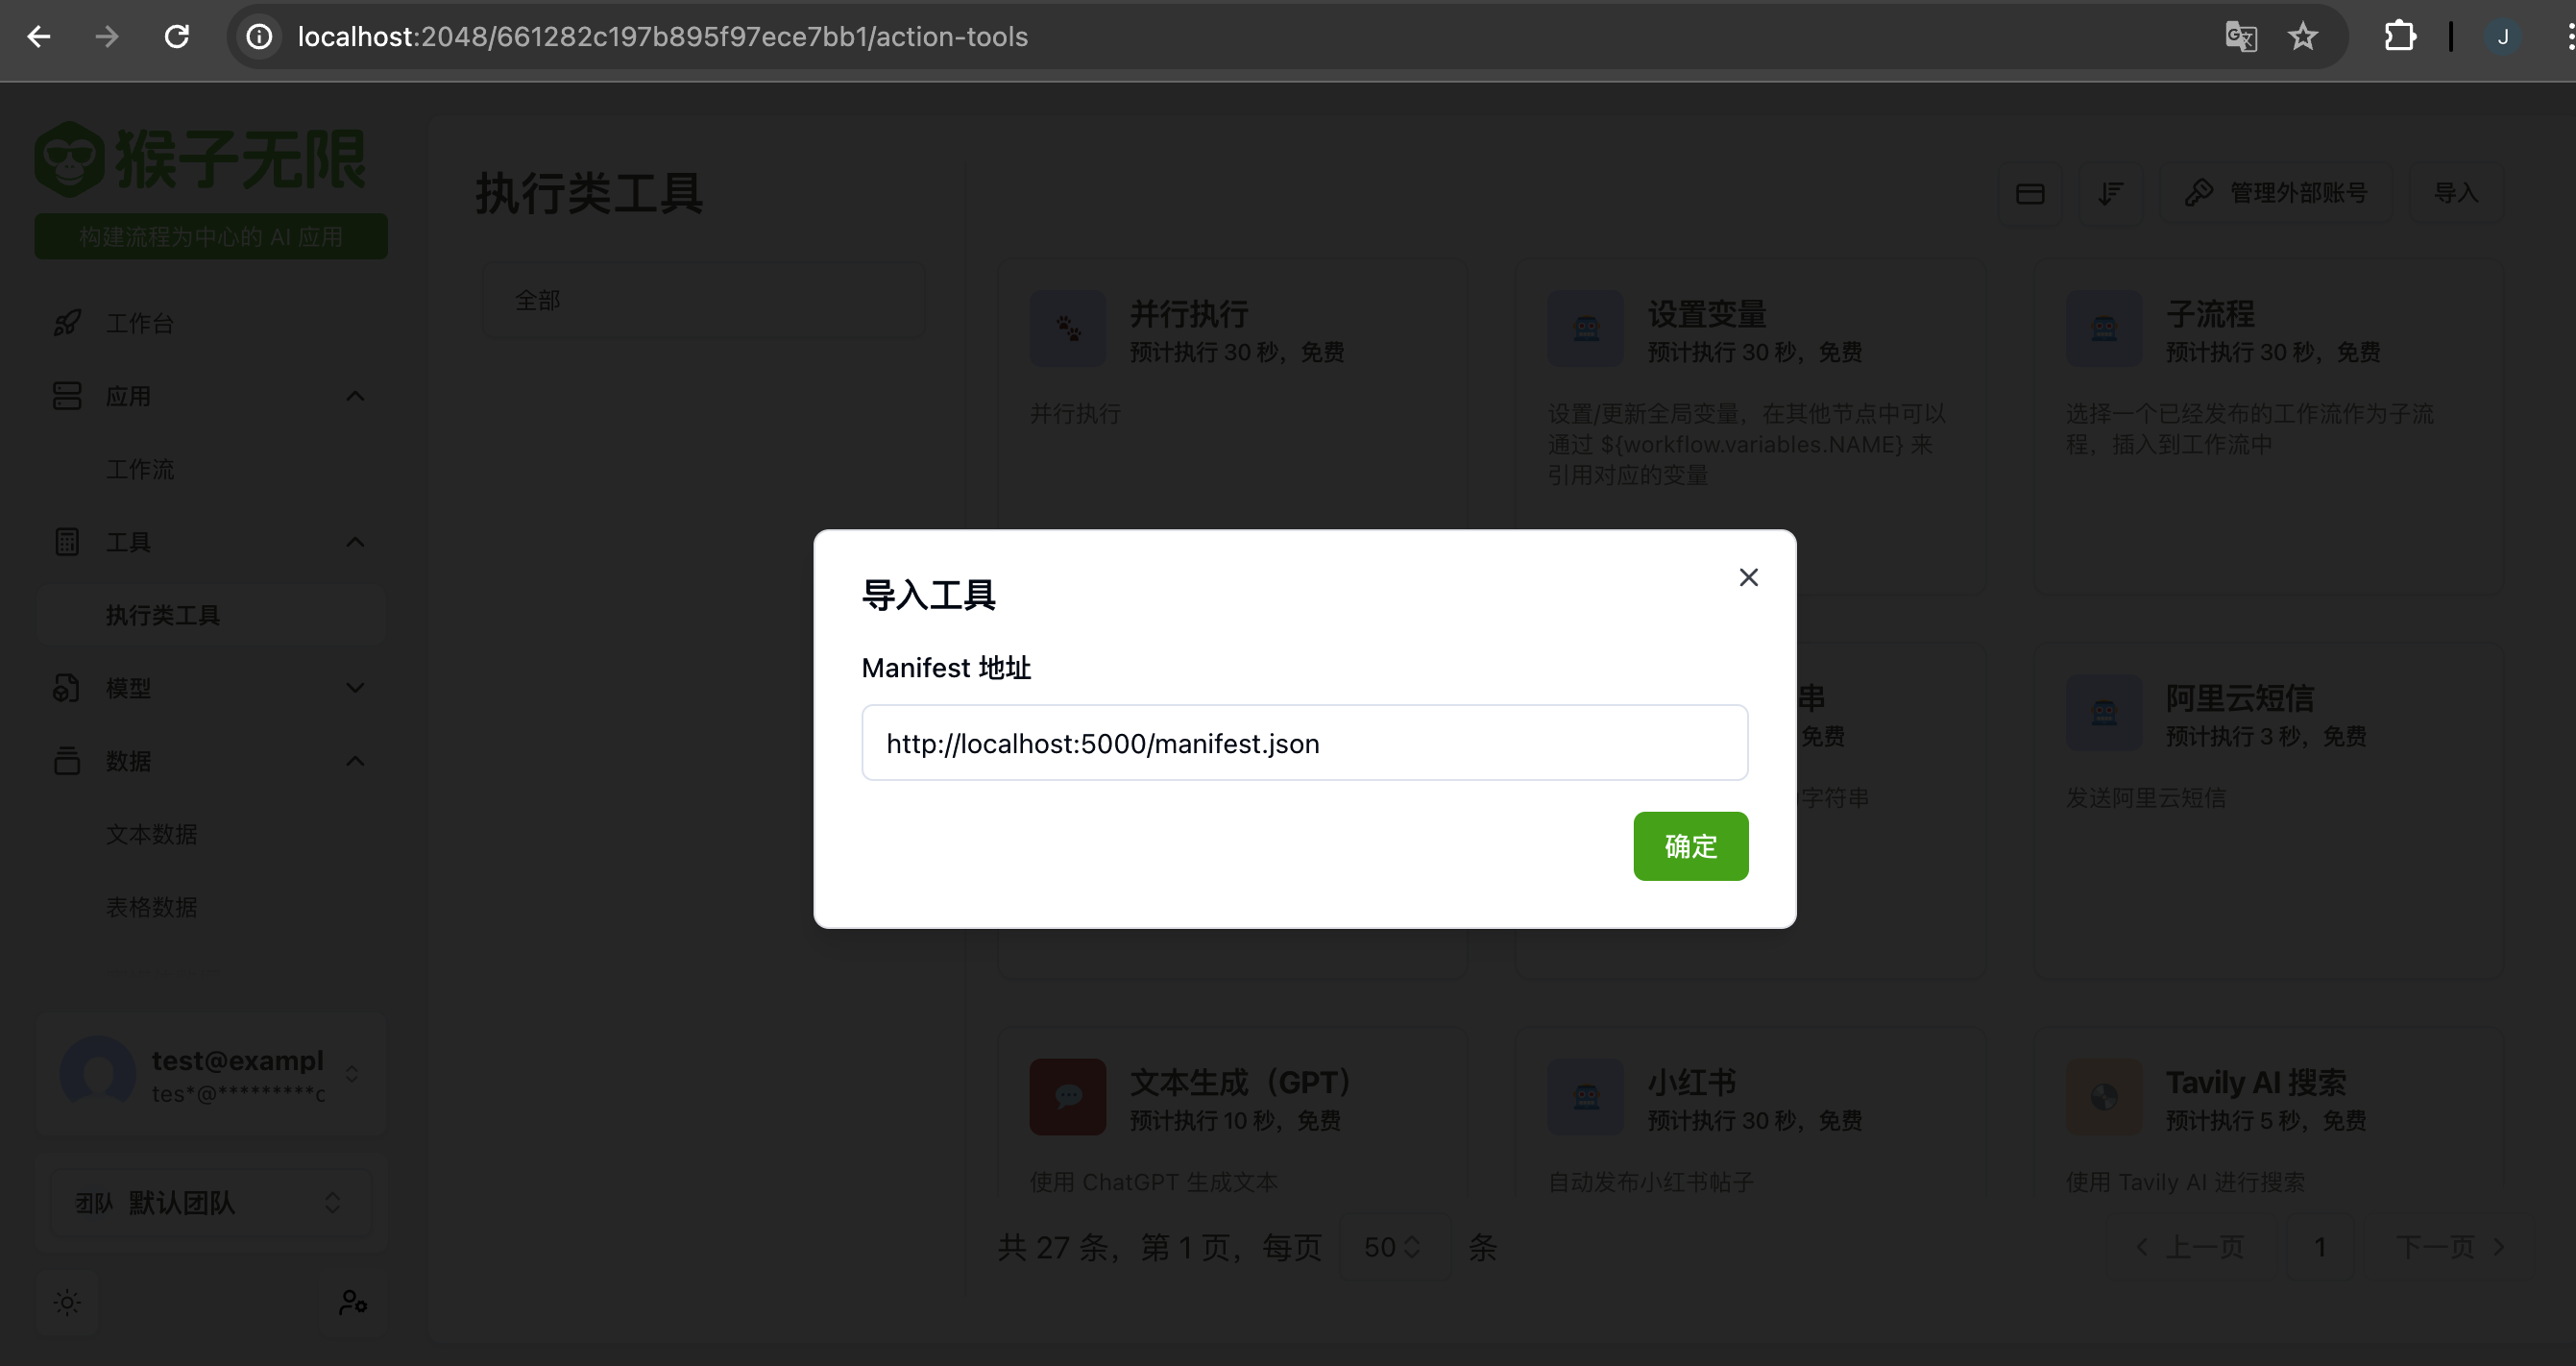 localhost:2048/661282c197b895f97ece7bb1/action-tools
J
猴子无限
构建流程为中心的 AI 应用
工作台
应用
工作流
工具
执行类工具
模型
数据
文本数据
表格数据
test@exampl
tes*@*********c
团队 默认团队
执行类工具
管理外部账号
导入
全部
并行执行
预计执行 30 秒，免费
并行执行
设置变量
预计执行 30 秒，免费
设置/更新全局变量，在其他节点中可以
通过 ${workflow.variables.NAME} 来
引用对应的变量
子流程
预计执行 30 秒，免费
选择一个已经发布的工作流作为子流
程，插入到工作流中
导入工具
Manifest 地址
http://localhost:5000/manifest.json
确定
串
免费
字符串
阿里云短信
预计执行 3 秒，免费
发送阿里云短信
文本生成（GPT）
预计执行 10 秒，免费
使用 ChatGPT 生成文本
小红书
预计执行 30 秒，免费
自动发布小红书帖子
Tavily AI 搜索
预计执行 5 秒，免费
使用 Tavily AI 进行搜索
共 27 条，第 1 页，每页 50 条
上一页 1 下一页